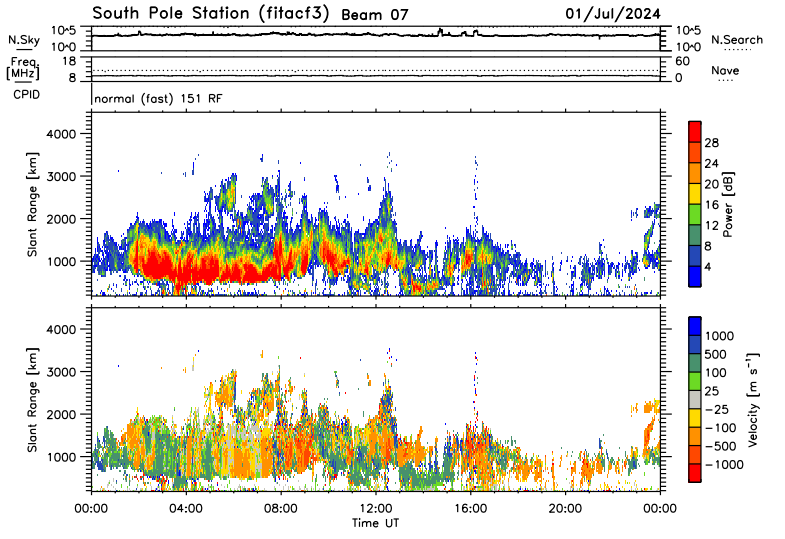 South Pole Station (fitacf3) Beam 07 01/Jul/2024
N.Sky 10^5 10^0 10^5 10^0 N.Search
Freq. [MHz] 18 8 60 0 Nave
CPID normal (fast) 151 RF
Slant Range [km]
4000
3000
2000
1000
28
24
20
16
12
8
4
Power [dB]
Slant Range [km]
4000
3000
2000
1000
1000
500
100
25
-25
-100
-500
-1000
Velocity [m s^-1]
00:00 04:00 08:00 12:00 16:00 20:00 00:00
Time UT